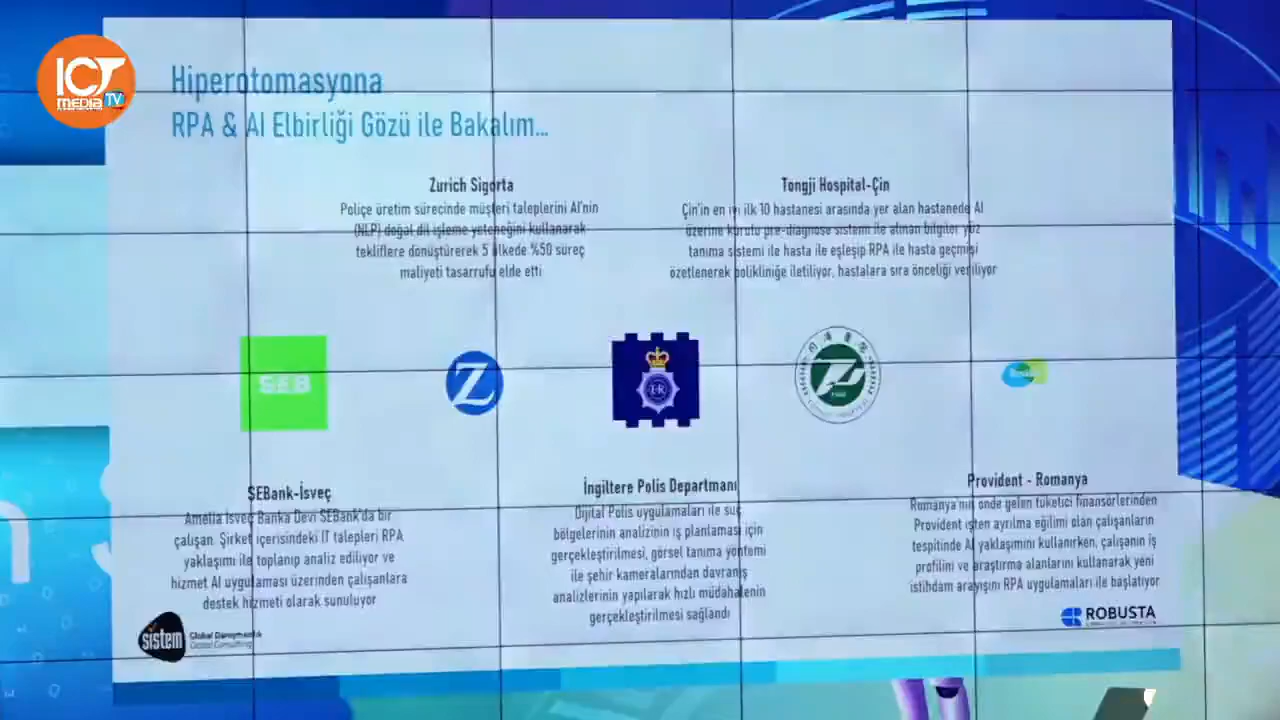 ICT
MEDIA TV
Hiperotomasyona
RPA & AI Elbirliği Gözü ile Bakalım...
Zurich Sigorta
Poliçe üretim sürecinde müşteri taleplerini AI'nin
(NLP) doğal dil işleme yeteneğini kullanarak
tekliflere dönüştürerek 5 ülkede %50 süreç
maliyeti tasarrufu elde etti
Tongji Hospital-Çin
Çin'in en iyi ilk 10 hastanesi arasında yer alan hastanede AI
üzerine kurulu pre-diagnose sistemi ile alınan bilgiler yüz
tanıma sistemi ile hasta ile eşleşip RPA ile hasta geçmişi
özetlenerek polikliniğe iletiliyor, hastalara sıra önceliği veriliyor
SEB
Z
E R
SEBank-İsveç
Amelia İsveç Banka Devi SEBank'da bir
çalışan. Şirket içerisindeki IT talepleri RPA
yaklaşımı ile toplanıp analiz ediliyor ve
hizmet AI uygulaması üzerinden çalışanlara
destek hizmeti olarak sunuluyor
İngiltere Polis Departmanı
Dijital Polis uygulamaları ile suç
bölgelerinin analizinin iş planlaması için
gerçekleştirilmesi, görsel tanıma yöntemi
ile şehir kameralarından davranış
analizlerinin yapılarak hızlı müdahalenin
gerçekleştirilmesi sağlandı
Provident - Romanya
Romanya'nın önde gelen tüketici finansörlerinden
Provident işten ayrılma eğilimi olan çalışanların
tespitinde AI yaklaşımını kullanırken, çalışanın iş
profilini ve araştırma alanlarını kullanarak yeni
istihdam arayışını RPA uygulamaları ile başlatıyor
sistem
Global Danışmanlık
Global Consulting
ROBUSTA